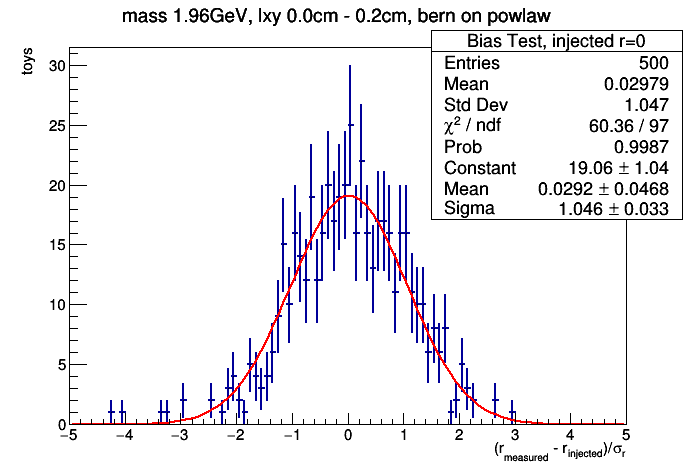 mass 1.96GeV, lxy 0.0cm - 0.2cm, bern on powlaw
Bias Test, injected r=0
Entries 500
Mean 0.02979
Std Dev 1.047
χ² / ndf 60.36 / 97
Prob 0.9987
Constant 19.06 ± 1.04
Mean 0.0292 ± 0.0468
Sigma 1.046 ± 0.033
toys
30
25
20
15
10
5
0
−5 −4 −3 −2 −1 0 1 2 3 4 5
(r_measured - r_injected)/σ_r